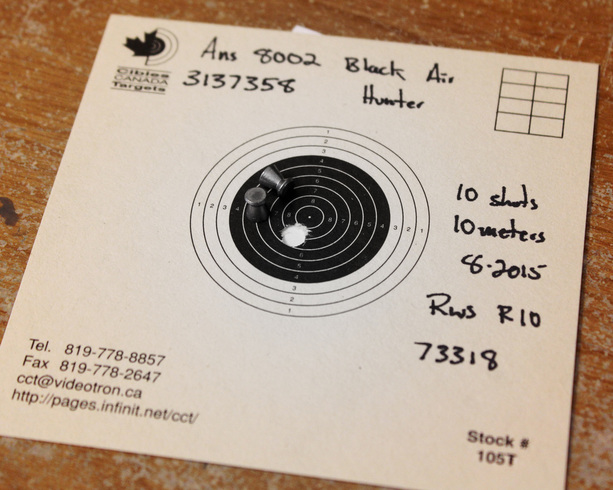 Ans 8002 Black Air
3137358 Hunter
Cibles
CANADA
Targets
10 shots
10 meters
8-2015
RWS R10
73318
Tel. 819-778-8857
Fax 819-778-2647
cct@videotron.ca
http://pages.infinit.net/cct/
Stock #
105T